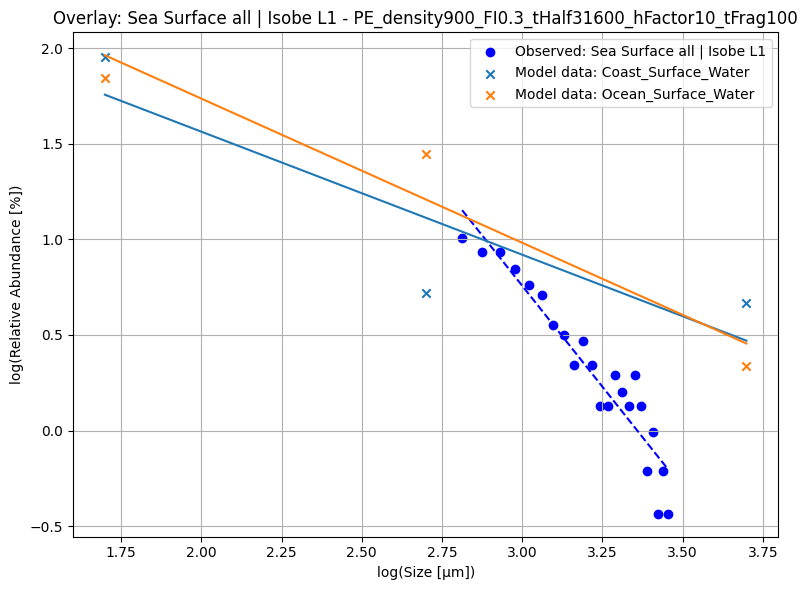 Overlay: Sea Surface all | Isobe L1 - PE_density900_FI0.3_tHalf31600_hFactor10_tFrag100
Observed: Sea Surface all | Isobe L1
Model data: Coast_Surface_Water
Model data: Ocean_Surface_Water
log(Relative Abundance [%])
2.0
1.5
1.0
0.5
0.0
−0.5
1.75
2.00
2.25
2.50
2.75
3.00
3.25
3.50
3.75
log(Size [µm])